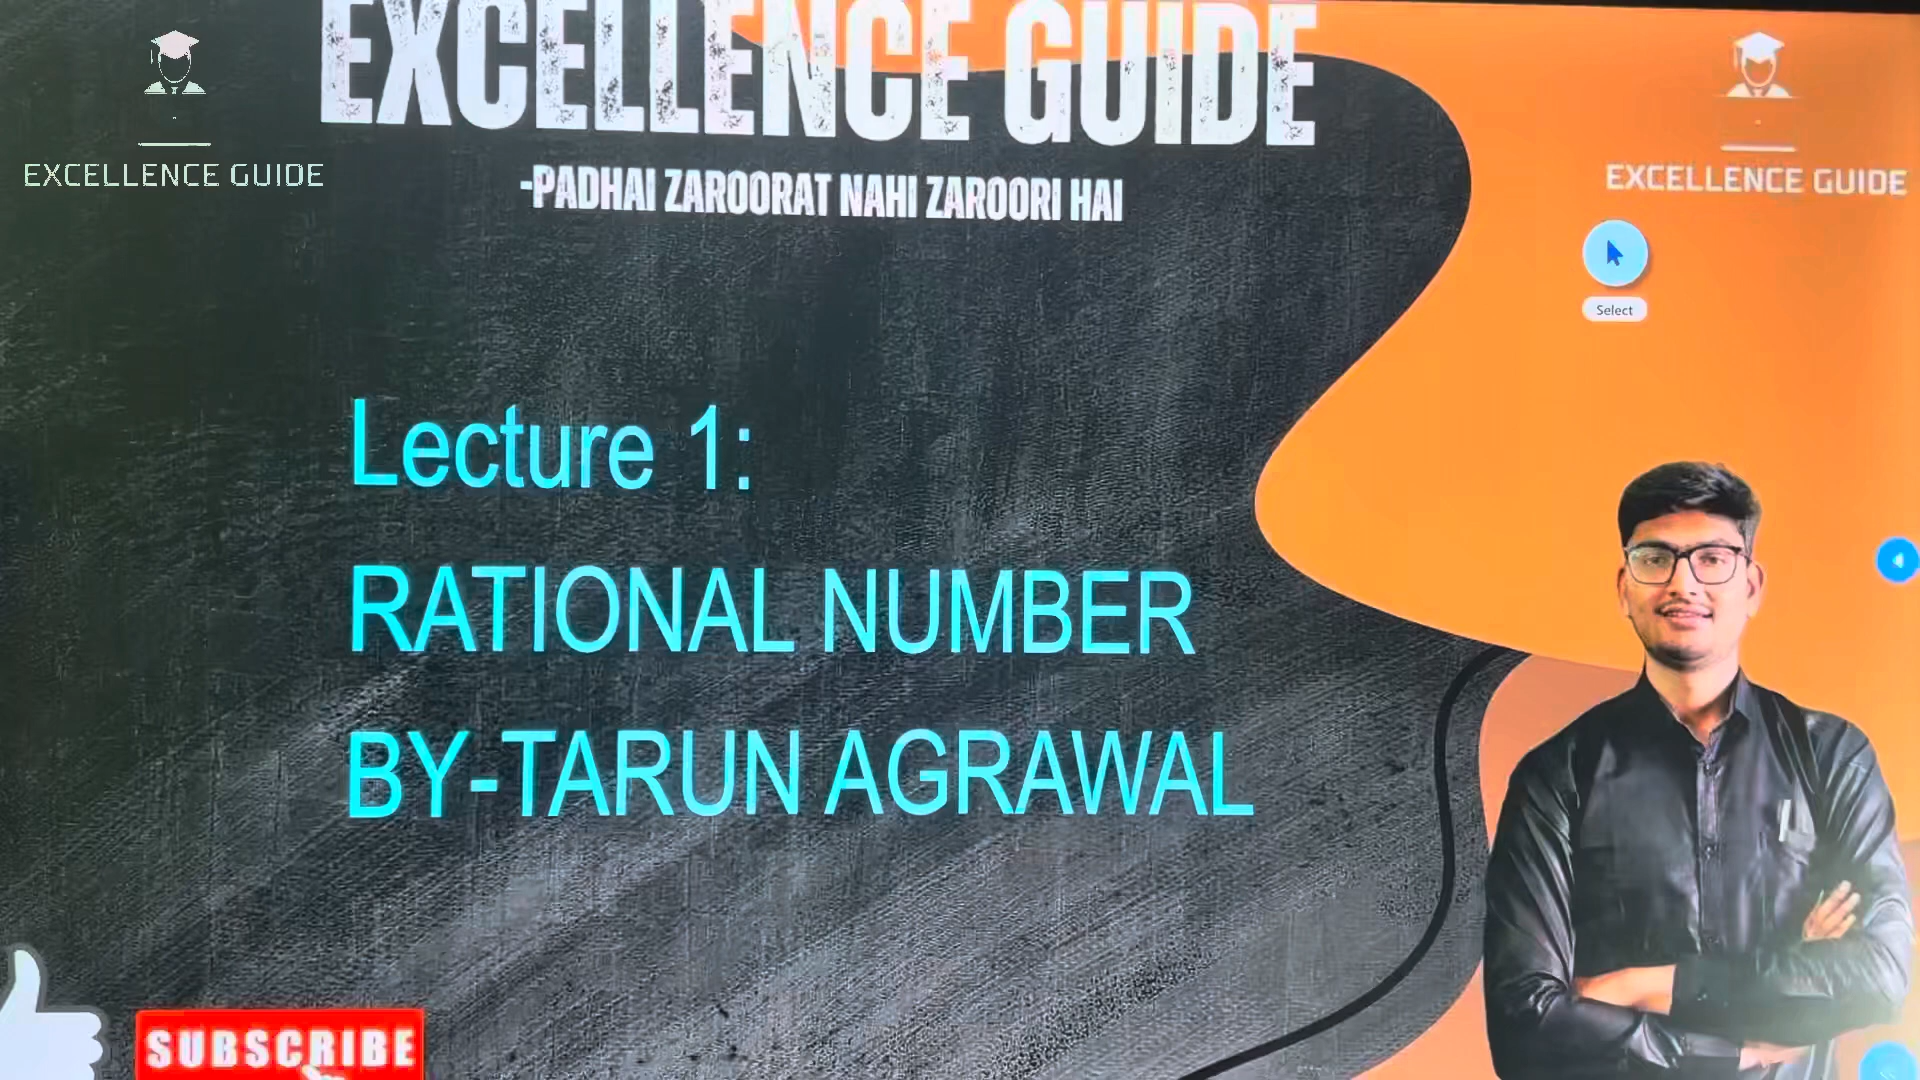 EXCELLENCE GUIDE
-PADHAI ZAROORAT NAHI ZAROORI HAI
EXCELLENCE GUIDE
EXCELLENCE GUIDE
Select
Lecture 1:
RATIONAL NUMBER
BY-TARUN AGRAWAL
SUBSCRIBE